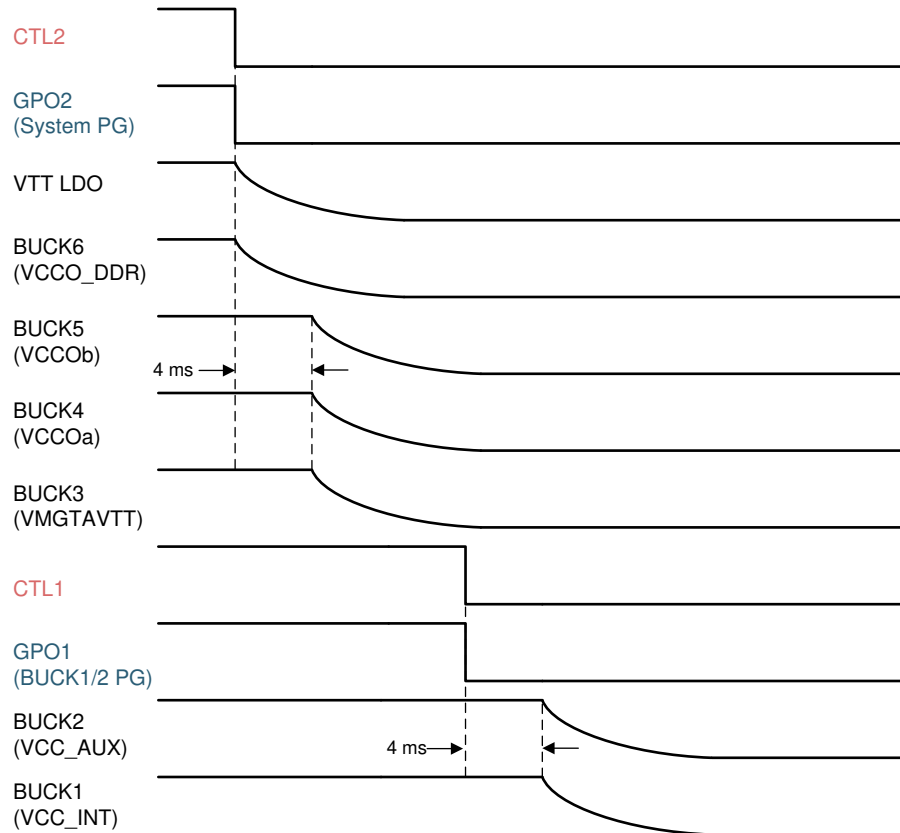 CTL2
GPO2
(System PG)
VTT LDO
BUCK6
(VCCO_DDR)
BUCK5
(VCCOb)
4 ms
BUCK4
(VCCOa)
BUCK3
(VMGTAVTT)
CTL1
GPO1
(BUCK1/2 PG)
BUCK2
(VCC_AUX)
4 ms
BUCK1
(VCC_INT)